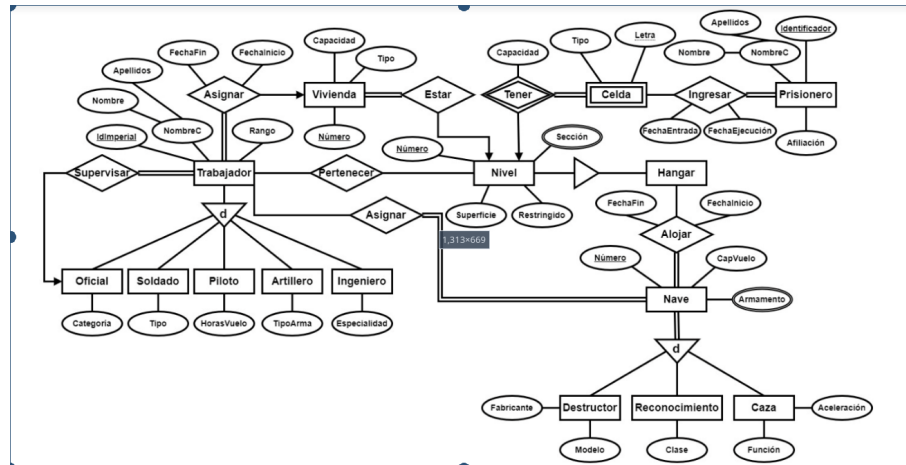 Apellidos
Identificador
Capacidad
Tipo
Letra
Nombre
NombreC
FechaFin
FechaInicio
Capacidad
Tipo
Apellidos
Asignar
Vivienda
Estar
Tener
Celda
Ingresar
Prisionero
Nombre
NombreC
Rango
Número
FechaEntrada
FechaEjecución
IdImperial
Sección
Afiliación
Número
Supervisar
Trabajador
Pertenecer
Nivel
Hangar
d
Asignar
Superficie
Restringido
FechaFin
FechaInicio
Alojar
1,313×669
Número
CapVuelo
Oficial
Soldado
Piloto
Artillero
Ingeniero
Nave
Armamento
Categoría
Tipo
HorasVuelo
TipoArma
Especialidad
d
Fabricante
Destructor
Reconocimiento
Caza
Aceleración
Modelo
Clase
Función